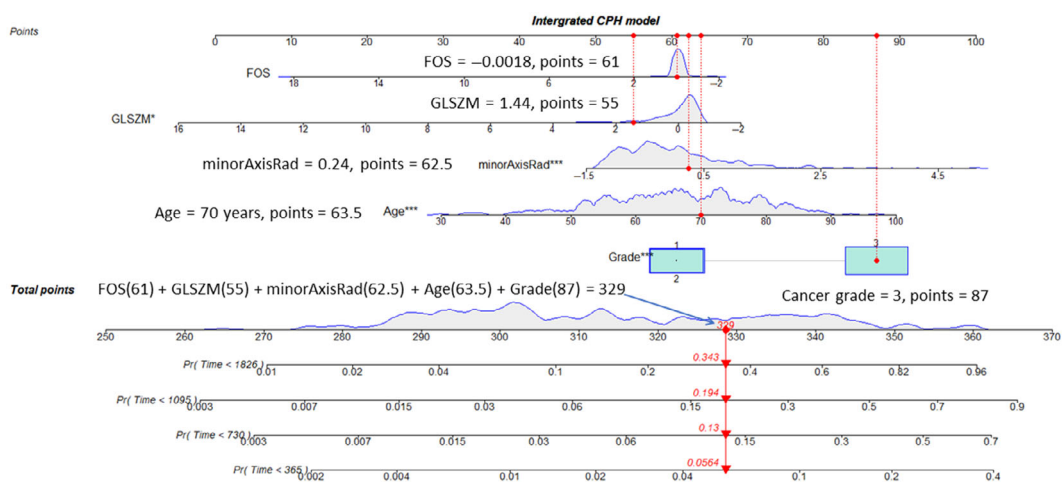 Intergrated CPH model
Points
0 10 20 30 40 50 60 70 80 90 100
FOS = −0.0018, points = 61
FOS
18 14 10 6 2 −2
GLSZM = 1.44, points = 55
GLSZM*
16 14 12 10 8 6 4 2 0 −2
minorAxisRad = 0.24, points = 62.5 minorAxisRad***
−1.5 0.5 2.5 4.5
Age = 70 years, points = 63.5 Age***
30 40 50 60 70 80 90 100
1 3
Grade***
2
Total points FOS(61) + GLSZM(55) + minorAxisRad(62.5) + Age(63.5) + Grade(87) = 329 Cancer grade = 3, points = 87
329
250 260 270 280 290 300 310 320 330 340 350 360 370
0.343
Pr( Time < 1826 )
0.01 0.02 0.04 0.1 0.2 0.4 0.6 0.82 0.96
0.194
Pr( Time < 1095 )
0.003 0.007 0.015 0.03 0.06 0.15 0.3 0.5 0.7 0.9
0.13
Pr( Time < 730 )
0.003 0.007 0.015 0.03 0.06 0.15 0.3 0.5 0.7
0.0564
Pr( Time < 365 )
0.002 0.004 0.01 0.02 0.04 0.1 0.2 0.4